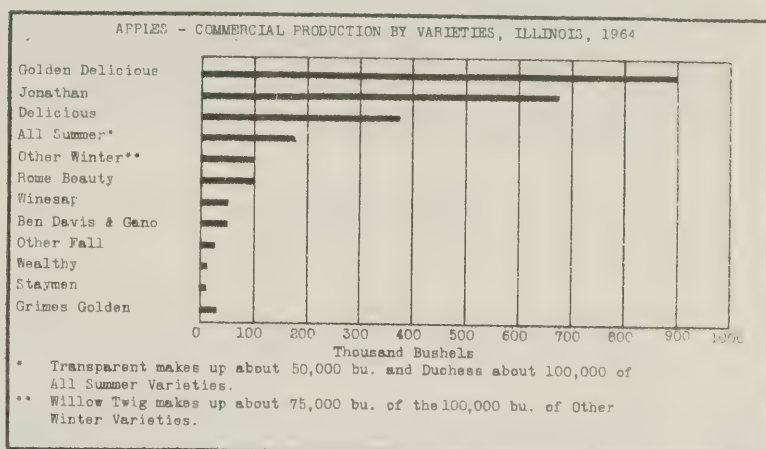 APPLES - COMMERCIAL PRODUCTION BY VARIETIES, ILLINOIS, 1964
Golden Delicious
Jonathan
Delicious
All Summer*
Other Winter**
Rome Beauty
Winesap
Ben Davis & Gano
Other Fall
Wealthy
Staymen
Grimes Golden
0 100 200 300 400 500 600 700 800 900 1000
Thousand Bushels
* Transparent makes up about 50,000 bu. and Duchess about 100,000 of
All Summer Varieties.
** Willow Twig makes up about 75,000 bu. of the 100,000 bu. of Other
Winter Varieties.